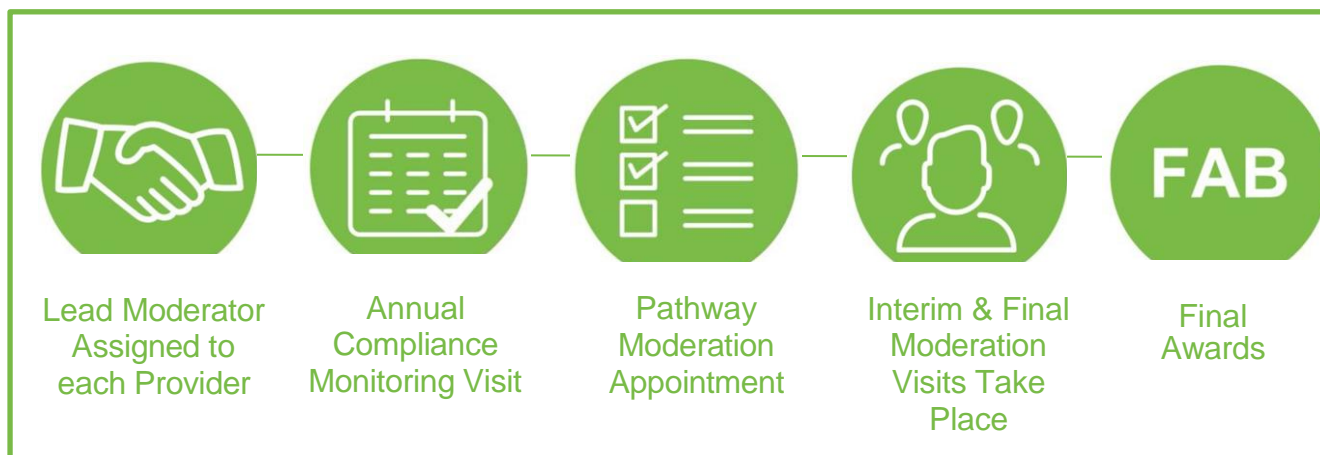 FAB
Lead Moderator
Assigned to
each Provider
Annual
Compliance
Monitoring Visit
Pathway
Moderation
Appointment
Interim & Final
Moderation
Visits Take
Place
Final
Awards